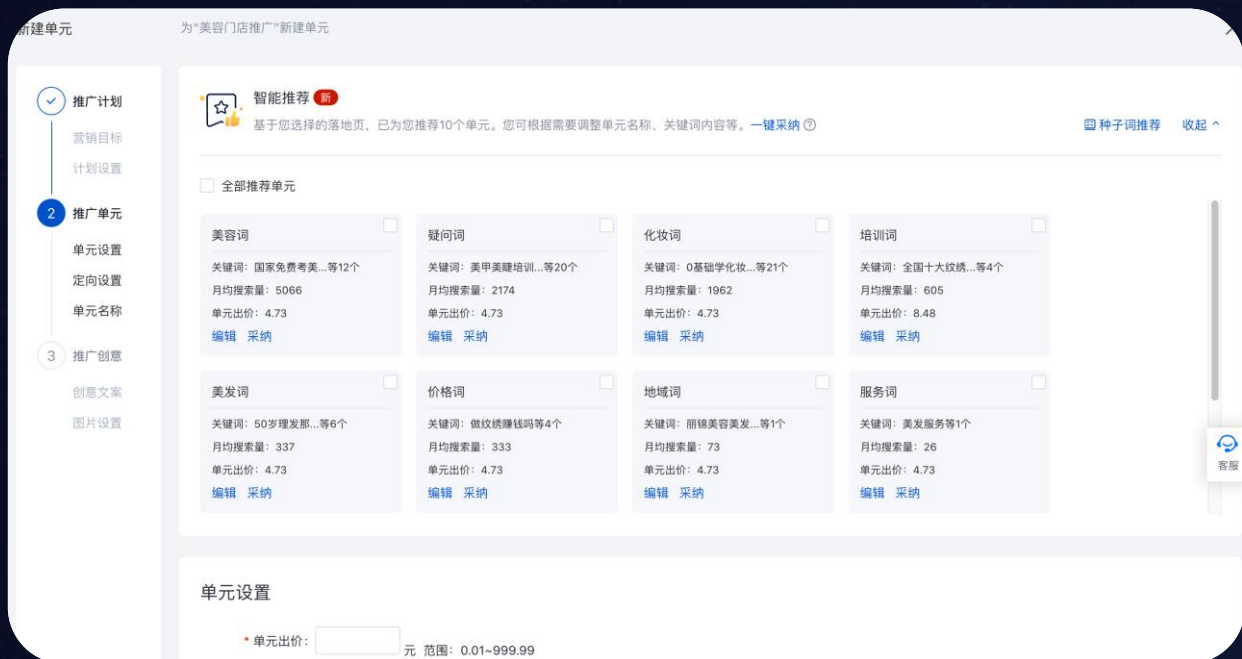 新建单元
为"美容门店推广"新建单元
推广计划
营销目标
计划设置
2 推广单元
单元设置
定向设置
单元名称
3 推广创意
创意文案
图片设置
智能推荐 新
基于您选择的落地页，已为您推荐10个单元。您可根据需要调整单元名称、关键词内容等。一键采纳 ?
种子词推荐 收起
全部推荐单元
美容词
关键词：国家免费考美...等12个
月均搜索量：5066
单元出价：4.73
编辑 采纳
疑问词
关键词：美甲美睫培训...等20个
月均搜索量：2174
单元出价：4.73
编辑 采纳
化妆词
关键词：0基础学化妆...等21个
月均搜索量：1962
单元出价：4.73
编辑 采纳
培训词
关键词：全国十大纹绣...等4个
月均搜索量：605
单元出价：8.48
编辑 采纳
美发词
关键词：50岁理发那...等6个
月均搜索量：337
单元出价：4.73
编辑 采纳
价格词
关键词：做纹绣赚钱吗等4个
月均搜索量：333
单元出价：4.73
编辑 采纳
地域词
关键词：丽锦美容美发...等1个
月均搜索量：73
单元出价：4.73
编辑 采纳
服务词
关键词：美发服务等1个
月均搜索量：26
单元出价：4.73
编辑 采纳
客服
单元设置
* 单元出价： 元 范围：0.01~999.99